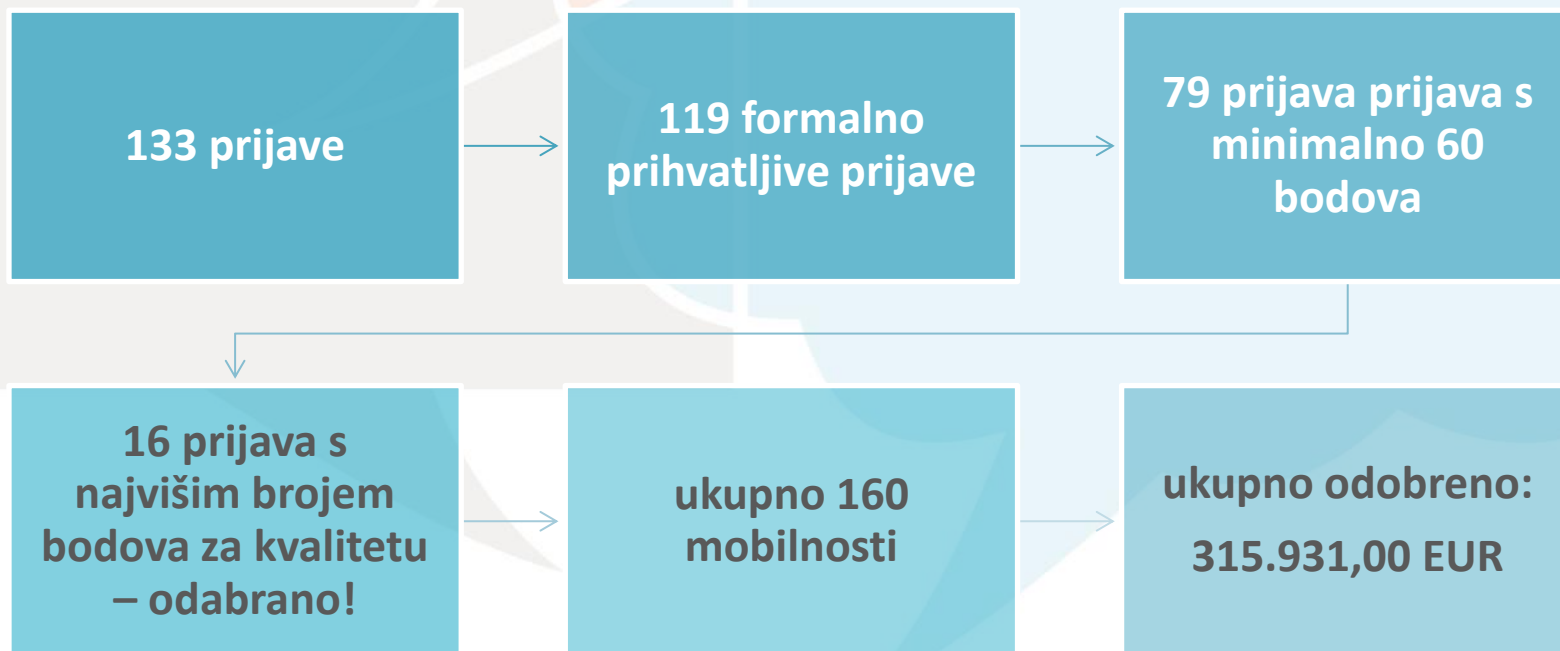 133 prijave
119 formalno
prihvatljive prijave
79 prijava prijava s
minimalno 60
bodova
16 prijava s
najvišim brojem
bodova za kvalitetu
– odabrano!
ukupno 160
mobilnosti
ukupno odobreno:
315.931,00 EUR